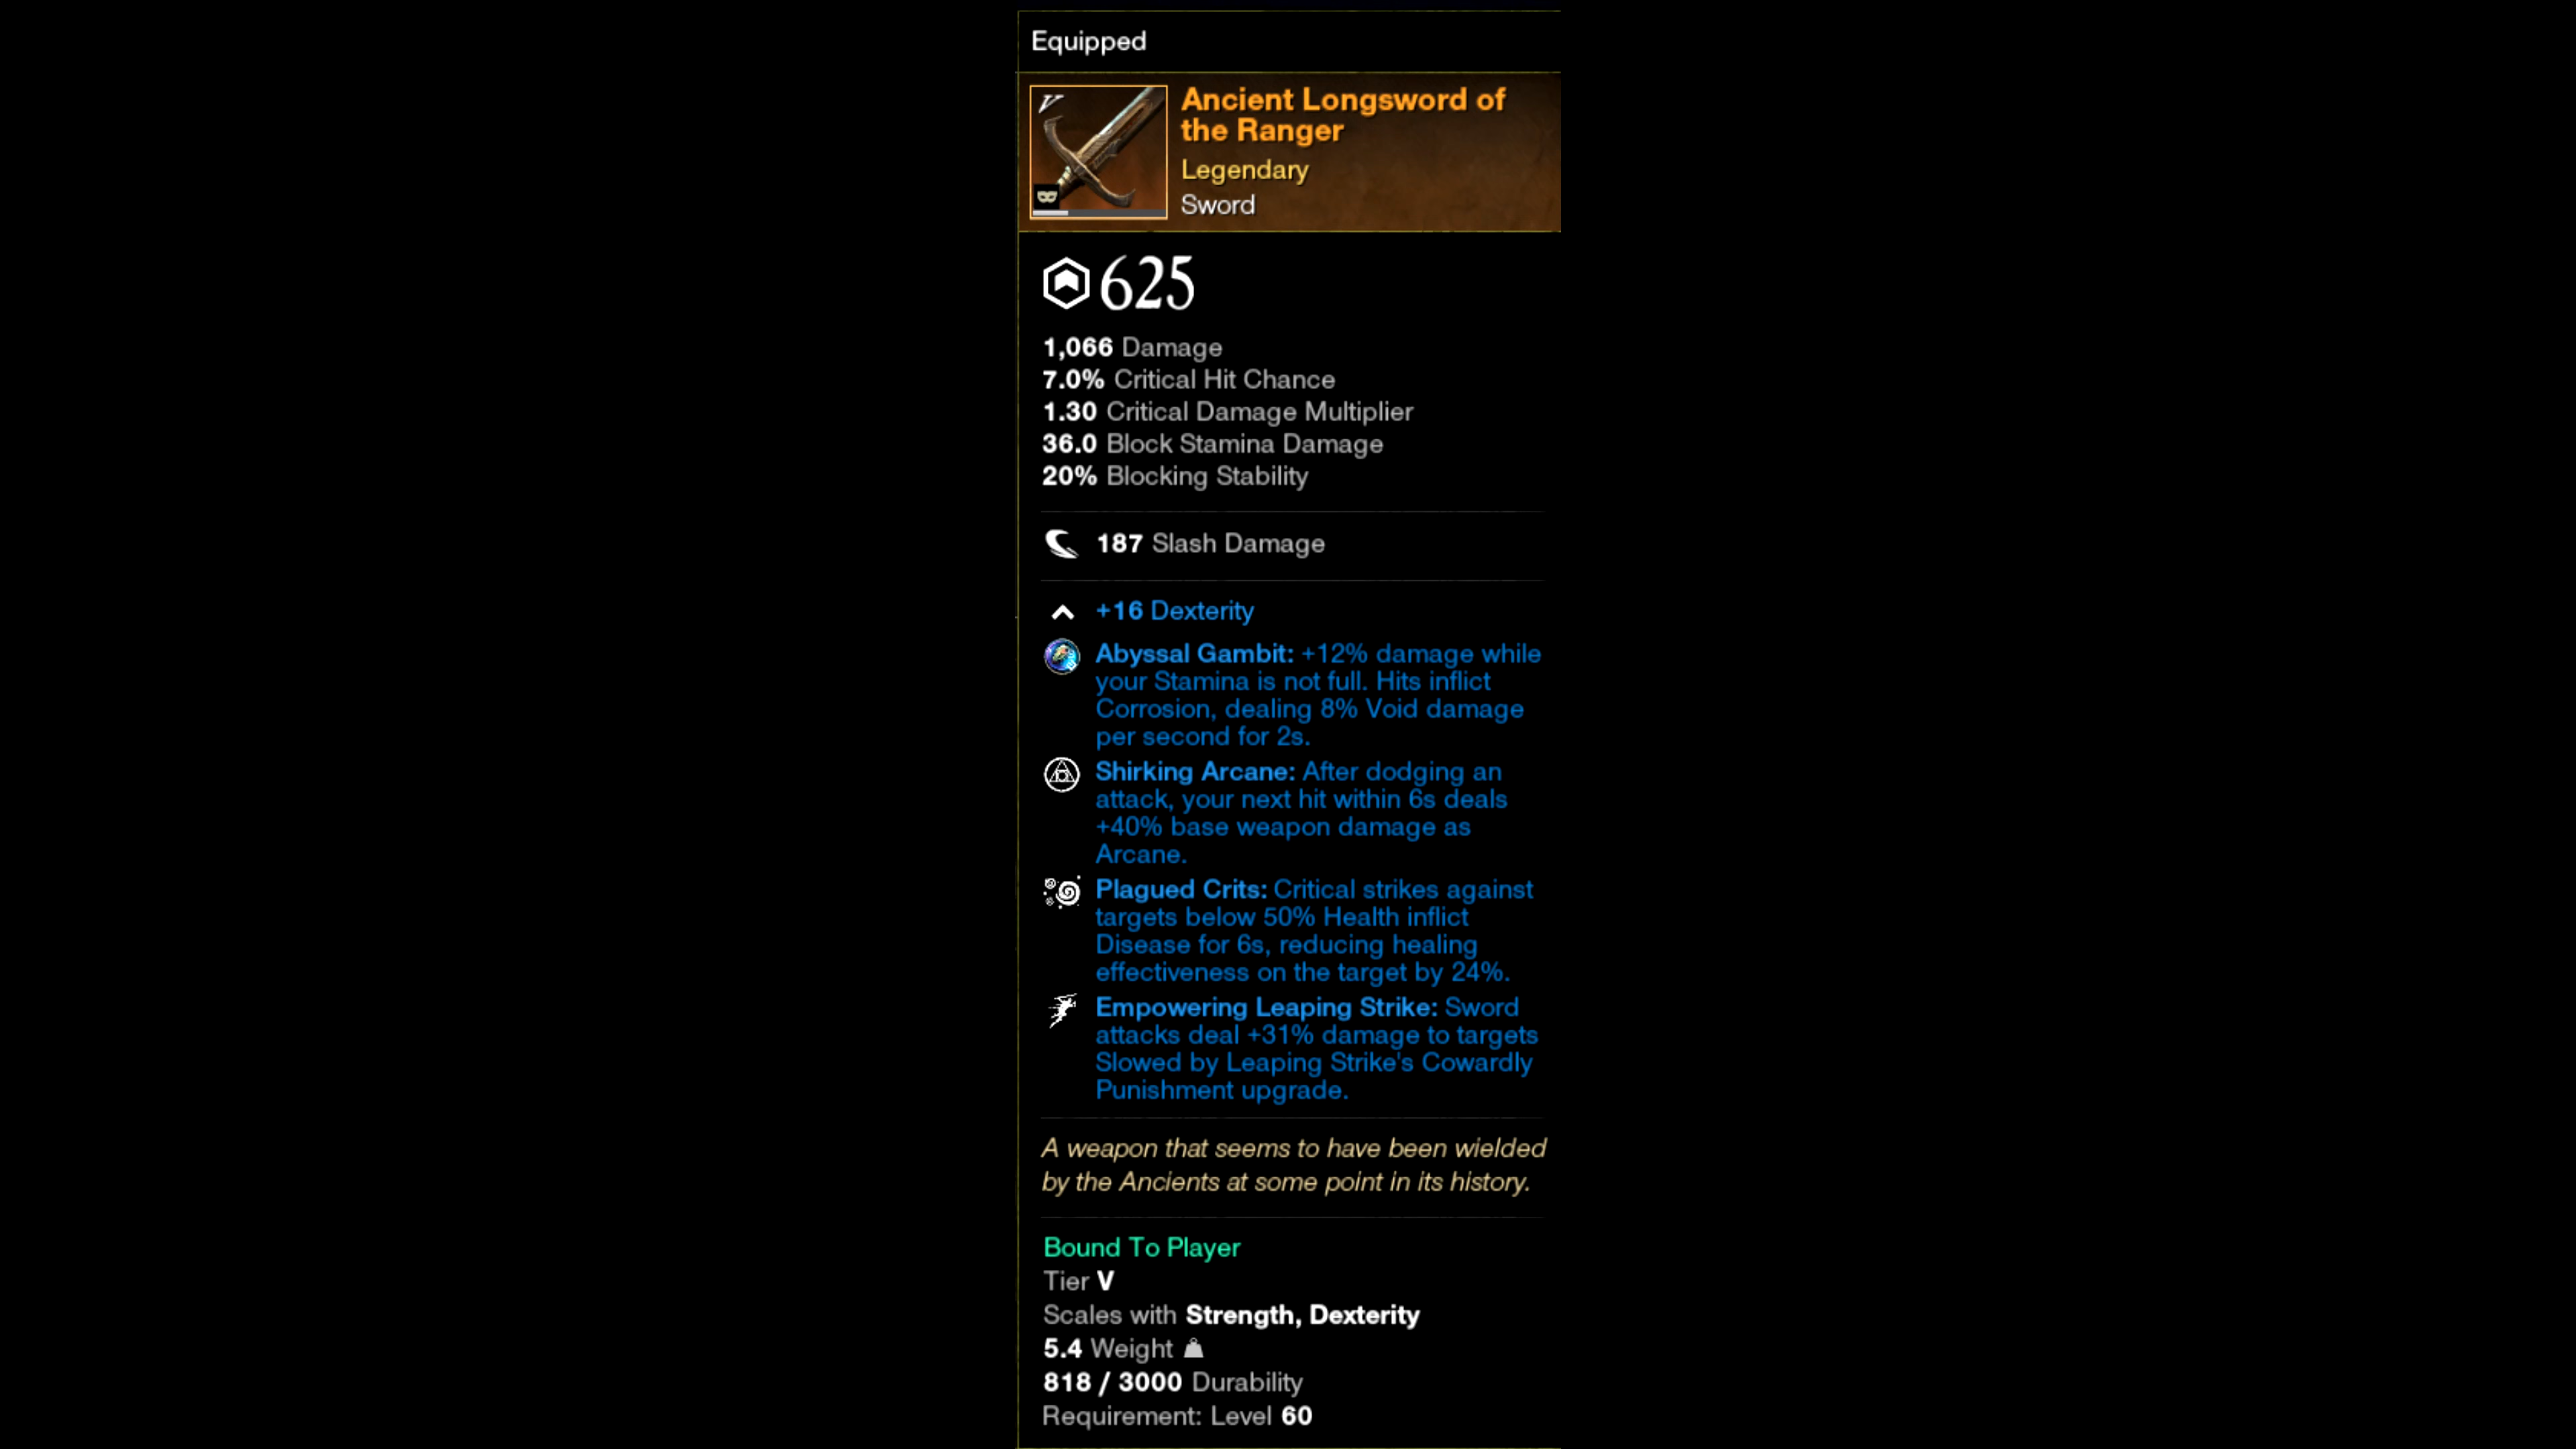 Equipped
V
Ancient Longsword of
the Ranger
Legendary
Sword
625
1,066 Damage
7.0% Critical Hit Chance
1.30 Critical Damage Multiplier
36.0 Block Stamina Damage
20% Blocking Stability
187 Slash Damage
+16 Dexterity
Abyssal Gambit: +12% damage while
your Stamina is not full. Hits inflict
Corrosion, dealing 8% Void damage
per second for 2s.
Shirking Arcane: After dodging an
attack, your next hit within 6s deals
+40% base weapon damage as
Arcane.
Plagued Crits: Critical strikes against
targets below 50% Health inflict
Disease for 6s, reducing healing
effectiveness on the target by 24%.
Empowering Leaping Strike: Sword
attacks deal +31% damage to targets
Slowed by Leaping Strike's Cowardly
Punishment upgrade.
A weapon that seems to have been wielded
by the Ancients at some point in its history.
Bound To Player
Tier V
Scales with Strength, Dexterity
5.4 Weight
818 / 3000 Durability
Requirement: Level 60